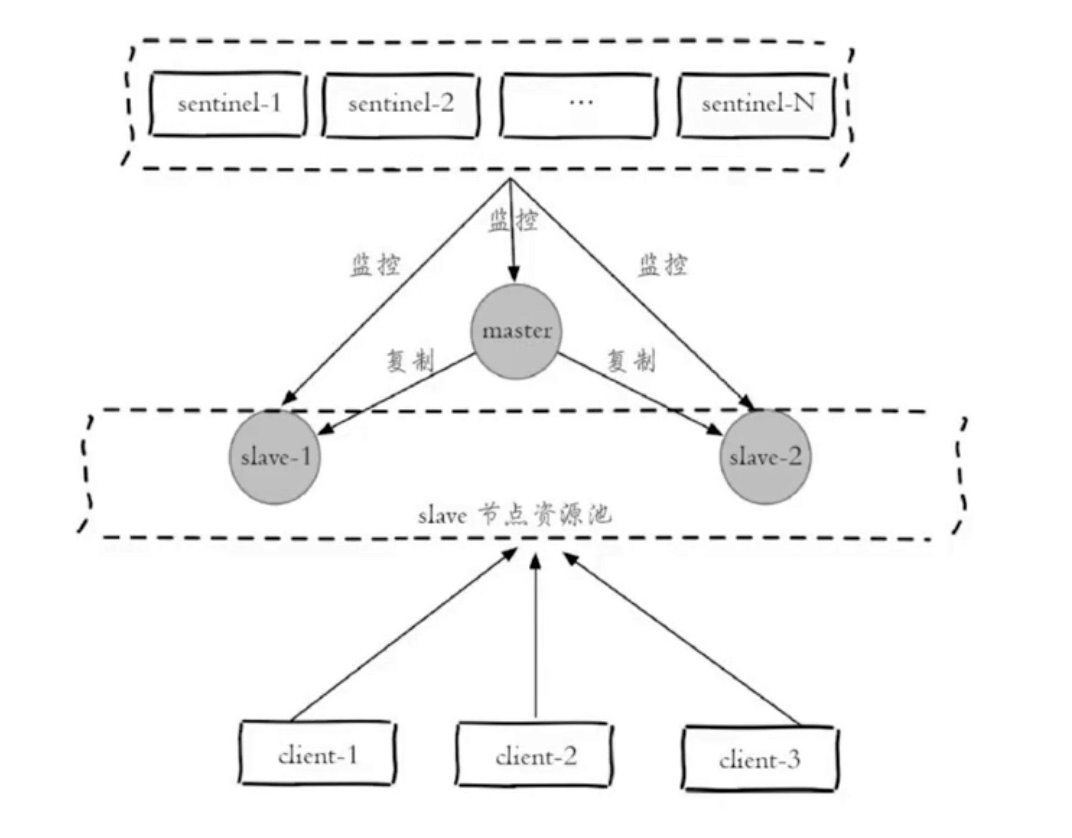 sentinel-1
sentinel-2
...
sentinel-N
监控
监控
监控
master
复制
复制
slave-1
slave-2
slave 节点资源池
client-1
client-2
client-3